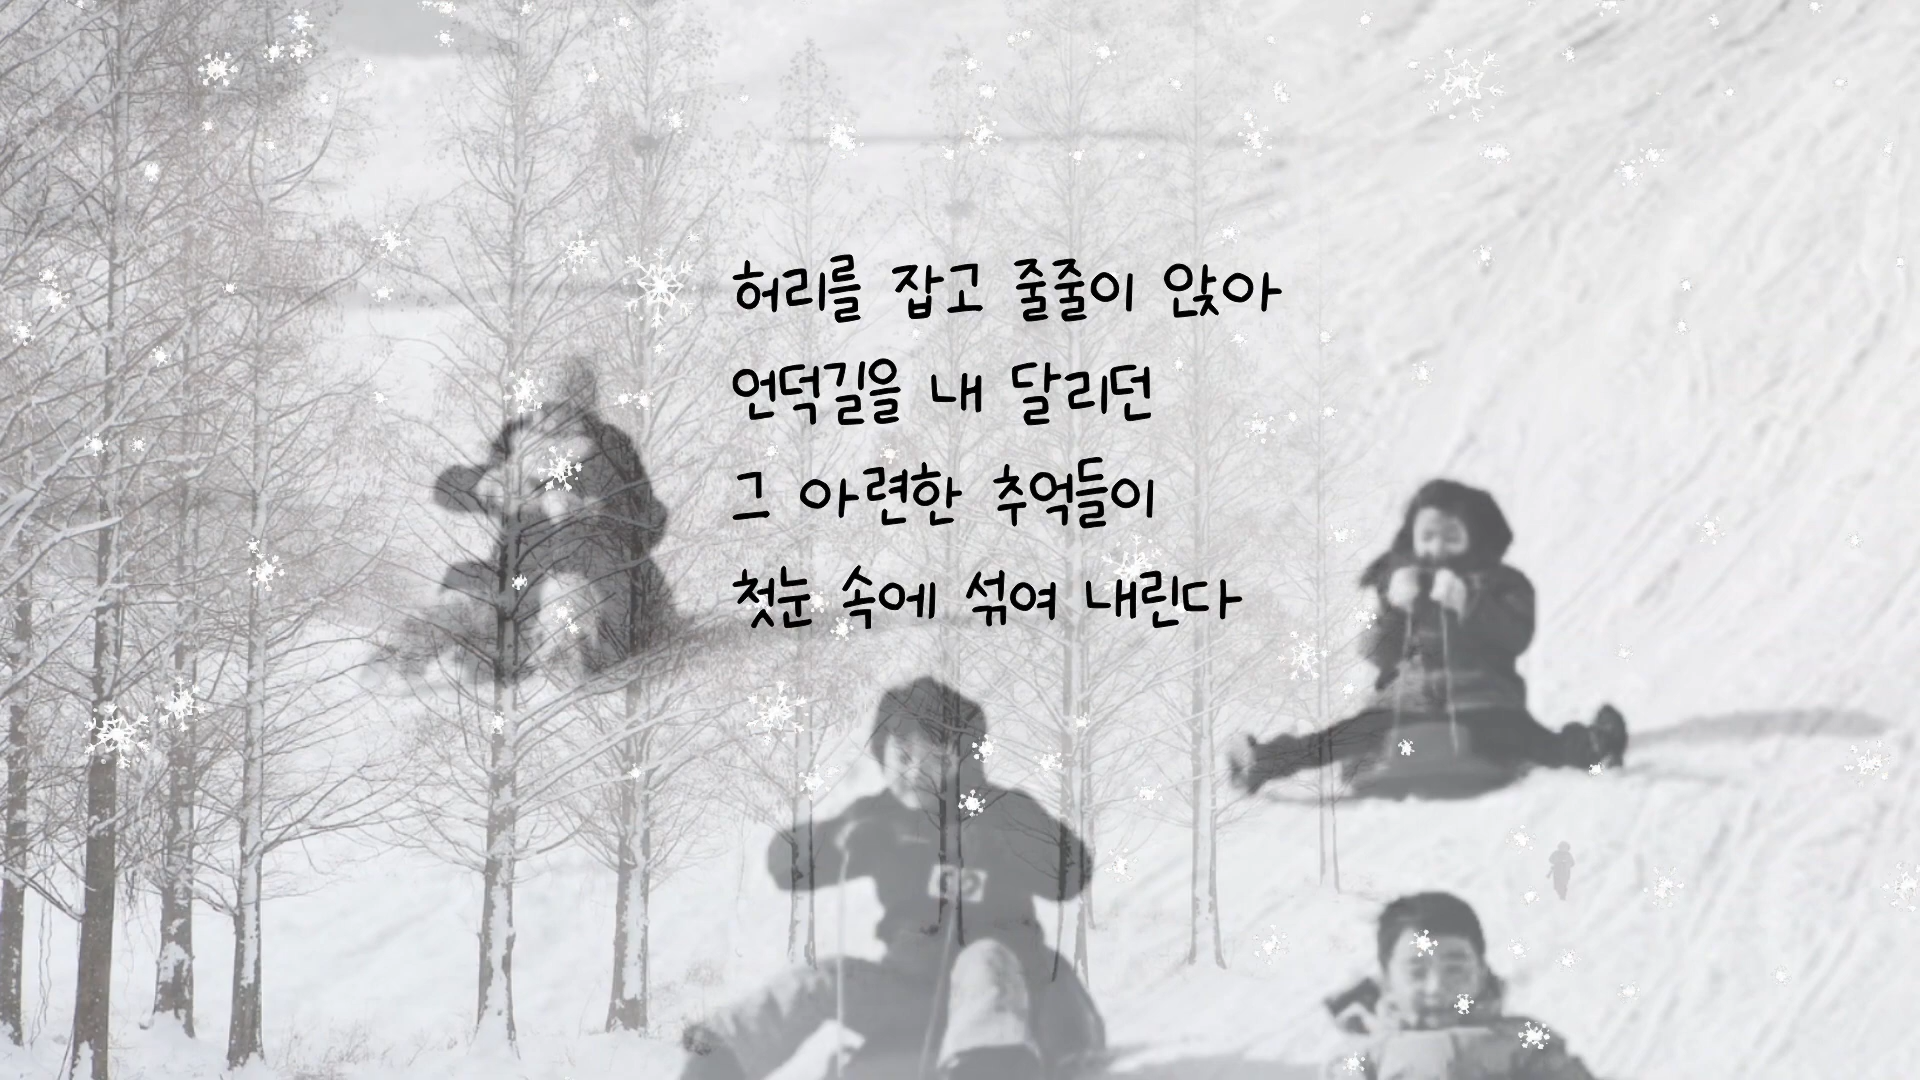 허리를 잡고 줄줄이 앉아
언덕길을 내 달리던
그 아련한 추억들이
첫눈 속에 섞여 내린다